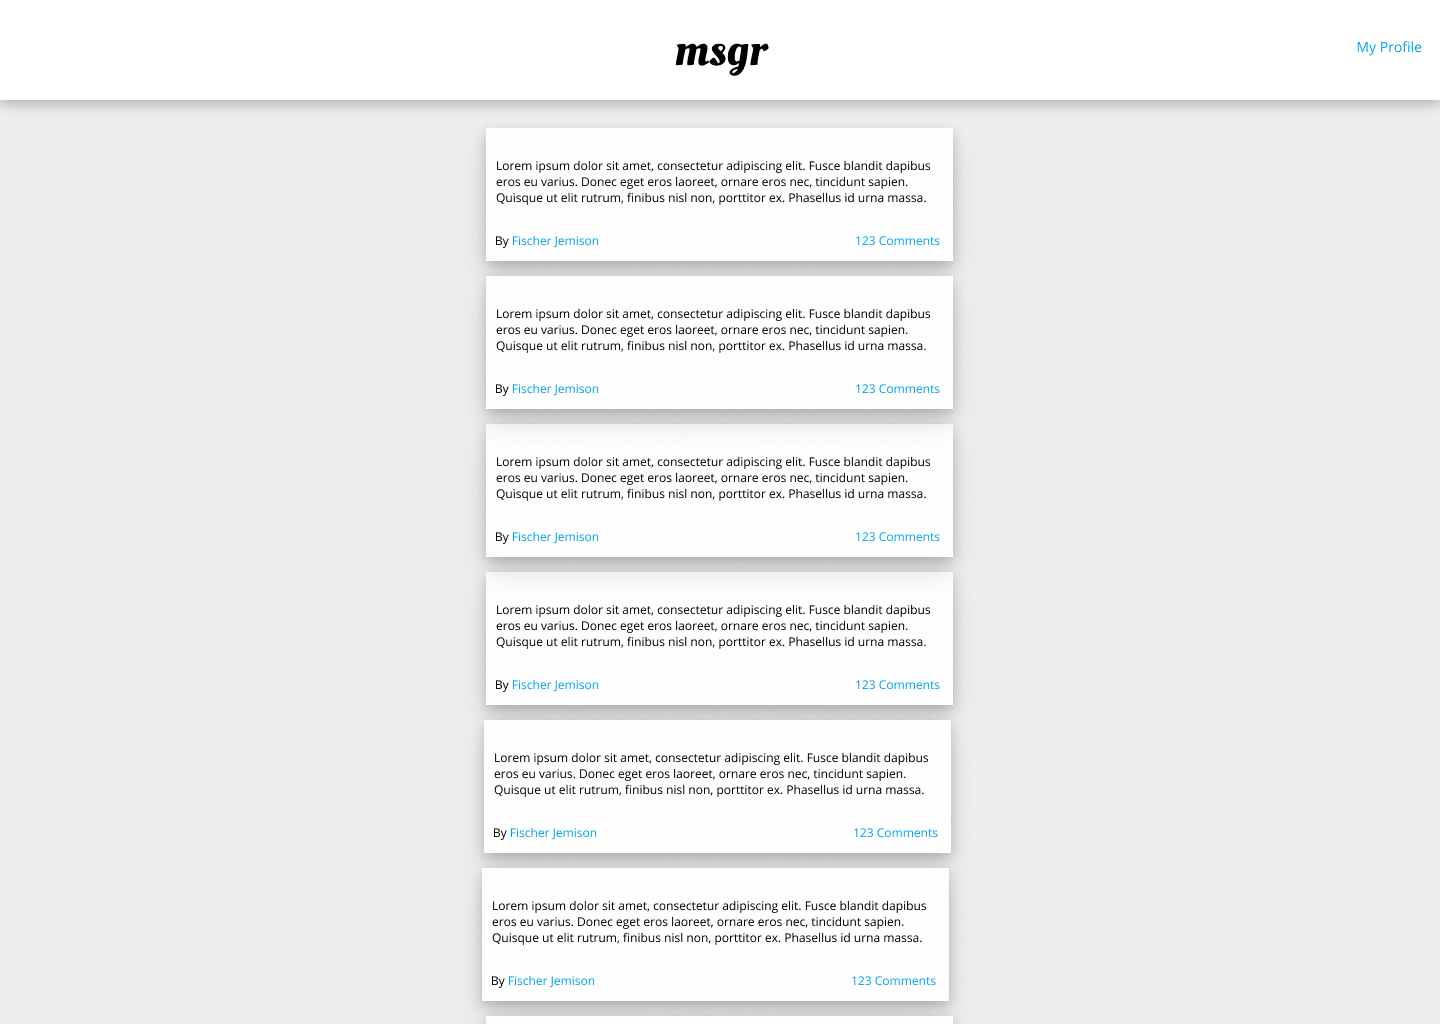 msgr
My Profile
Lorem ipsum dolor sit amet, consectetur adipiscing elit. Fusce blandit dapibus
eros eu varius. Donec eget eros laoreet, ornare eros nec, tincidunt sapien.
Quisque ut elit rutrum, finibus nisl non, porttitor ex. Phasellus id urna massa.
By Fischer Jemison
123 Comments
Lorem ipsum dolor sit amet, consectetur adipiscing elit. Fusce blandit dapibus
eros eu varius. Donec eget eros laoreet, ornare eros nec, tincidunt sapien.
Quisque ut elit rutrum, finibus nisl non, porttitor ex. Phasellus id urna massa.
By Fischer Jemison
123 Comments
Lorem ipsum dolor sit amet, consectetur adipiscing elit. Fusce blandit dapibus
eros eu varius. Donec eget eros laoreet, ornare eros nec, tincidunt sapien.
Quisque ut elit rutrum, finibus nisl non, porttitor ex. Phasellus id urna massa.
By Fischer Jemison
123 Comments
Lorem ipsum dolor sit amet, consectetur adipiscing elit. Fusce blandit dapibus
eros eu varius. Donec eget eros laoreet, ornare eros nec, tincidunt sapien.
Quisque ut elit rutrum, finibus nisl non, porttitor ex. Phasellus id urna massa.
By Fischer Jemison
123 Comments
Lorem ipsum dolor sit amet, consectetur adipiscing elit. Fusce blandit dapibus
eros eu varius. Donec eget eros laoreet, ornare eros nec, tincidunt sapien.
Quisque ut elit rutrum, finibus nisl non, porttitor ex. Phasellus id urna massa.
By Fischer Jemison
123 Comments
Lorem ipsum dolor sit amet, consectetur adipiscing elit. Fusce blandit dapibus
eros eu varius. Donec eget eros laoreet, ornare eros nec, tincidunt sapien.
Quisque ut elit rutrum, finibus nisl non, porttitor ex. Phasellus id urna massa.
By Fischer Jemison
123 Comments